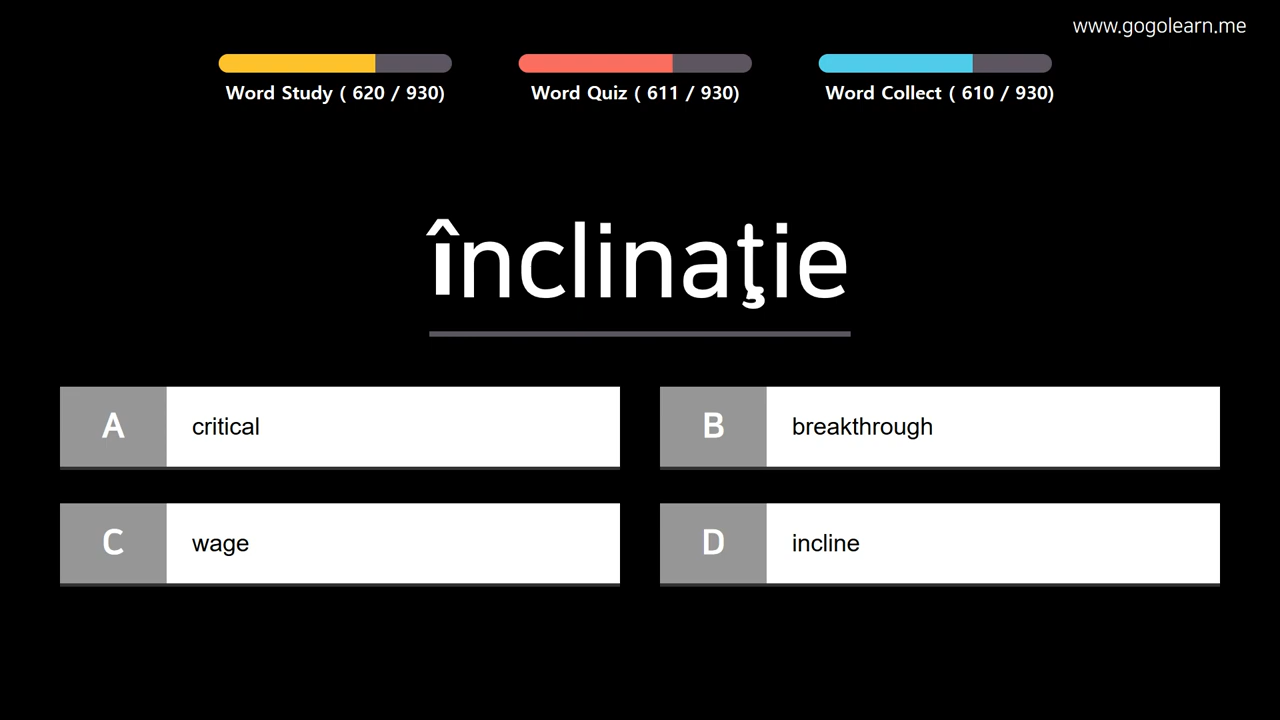 www.gogolearn.me
Word Study ( 620 / 930)
Word Quiz ( 611 / 930)
Word Collect ( 610 / 930)
înclinaţie
A critical
B breakthrough
C wage
D incline